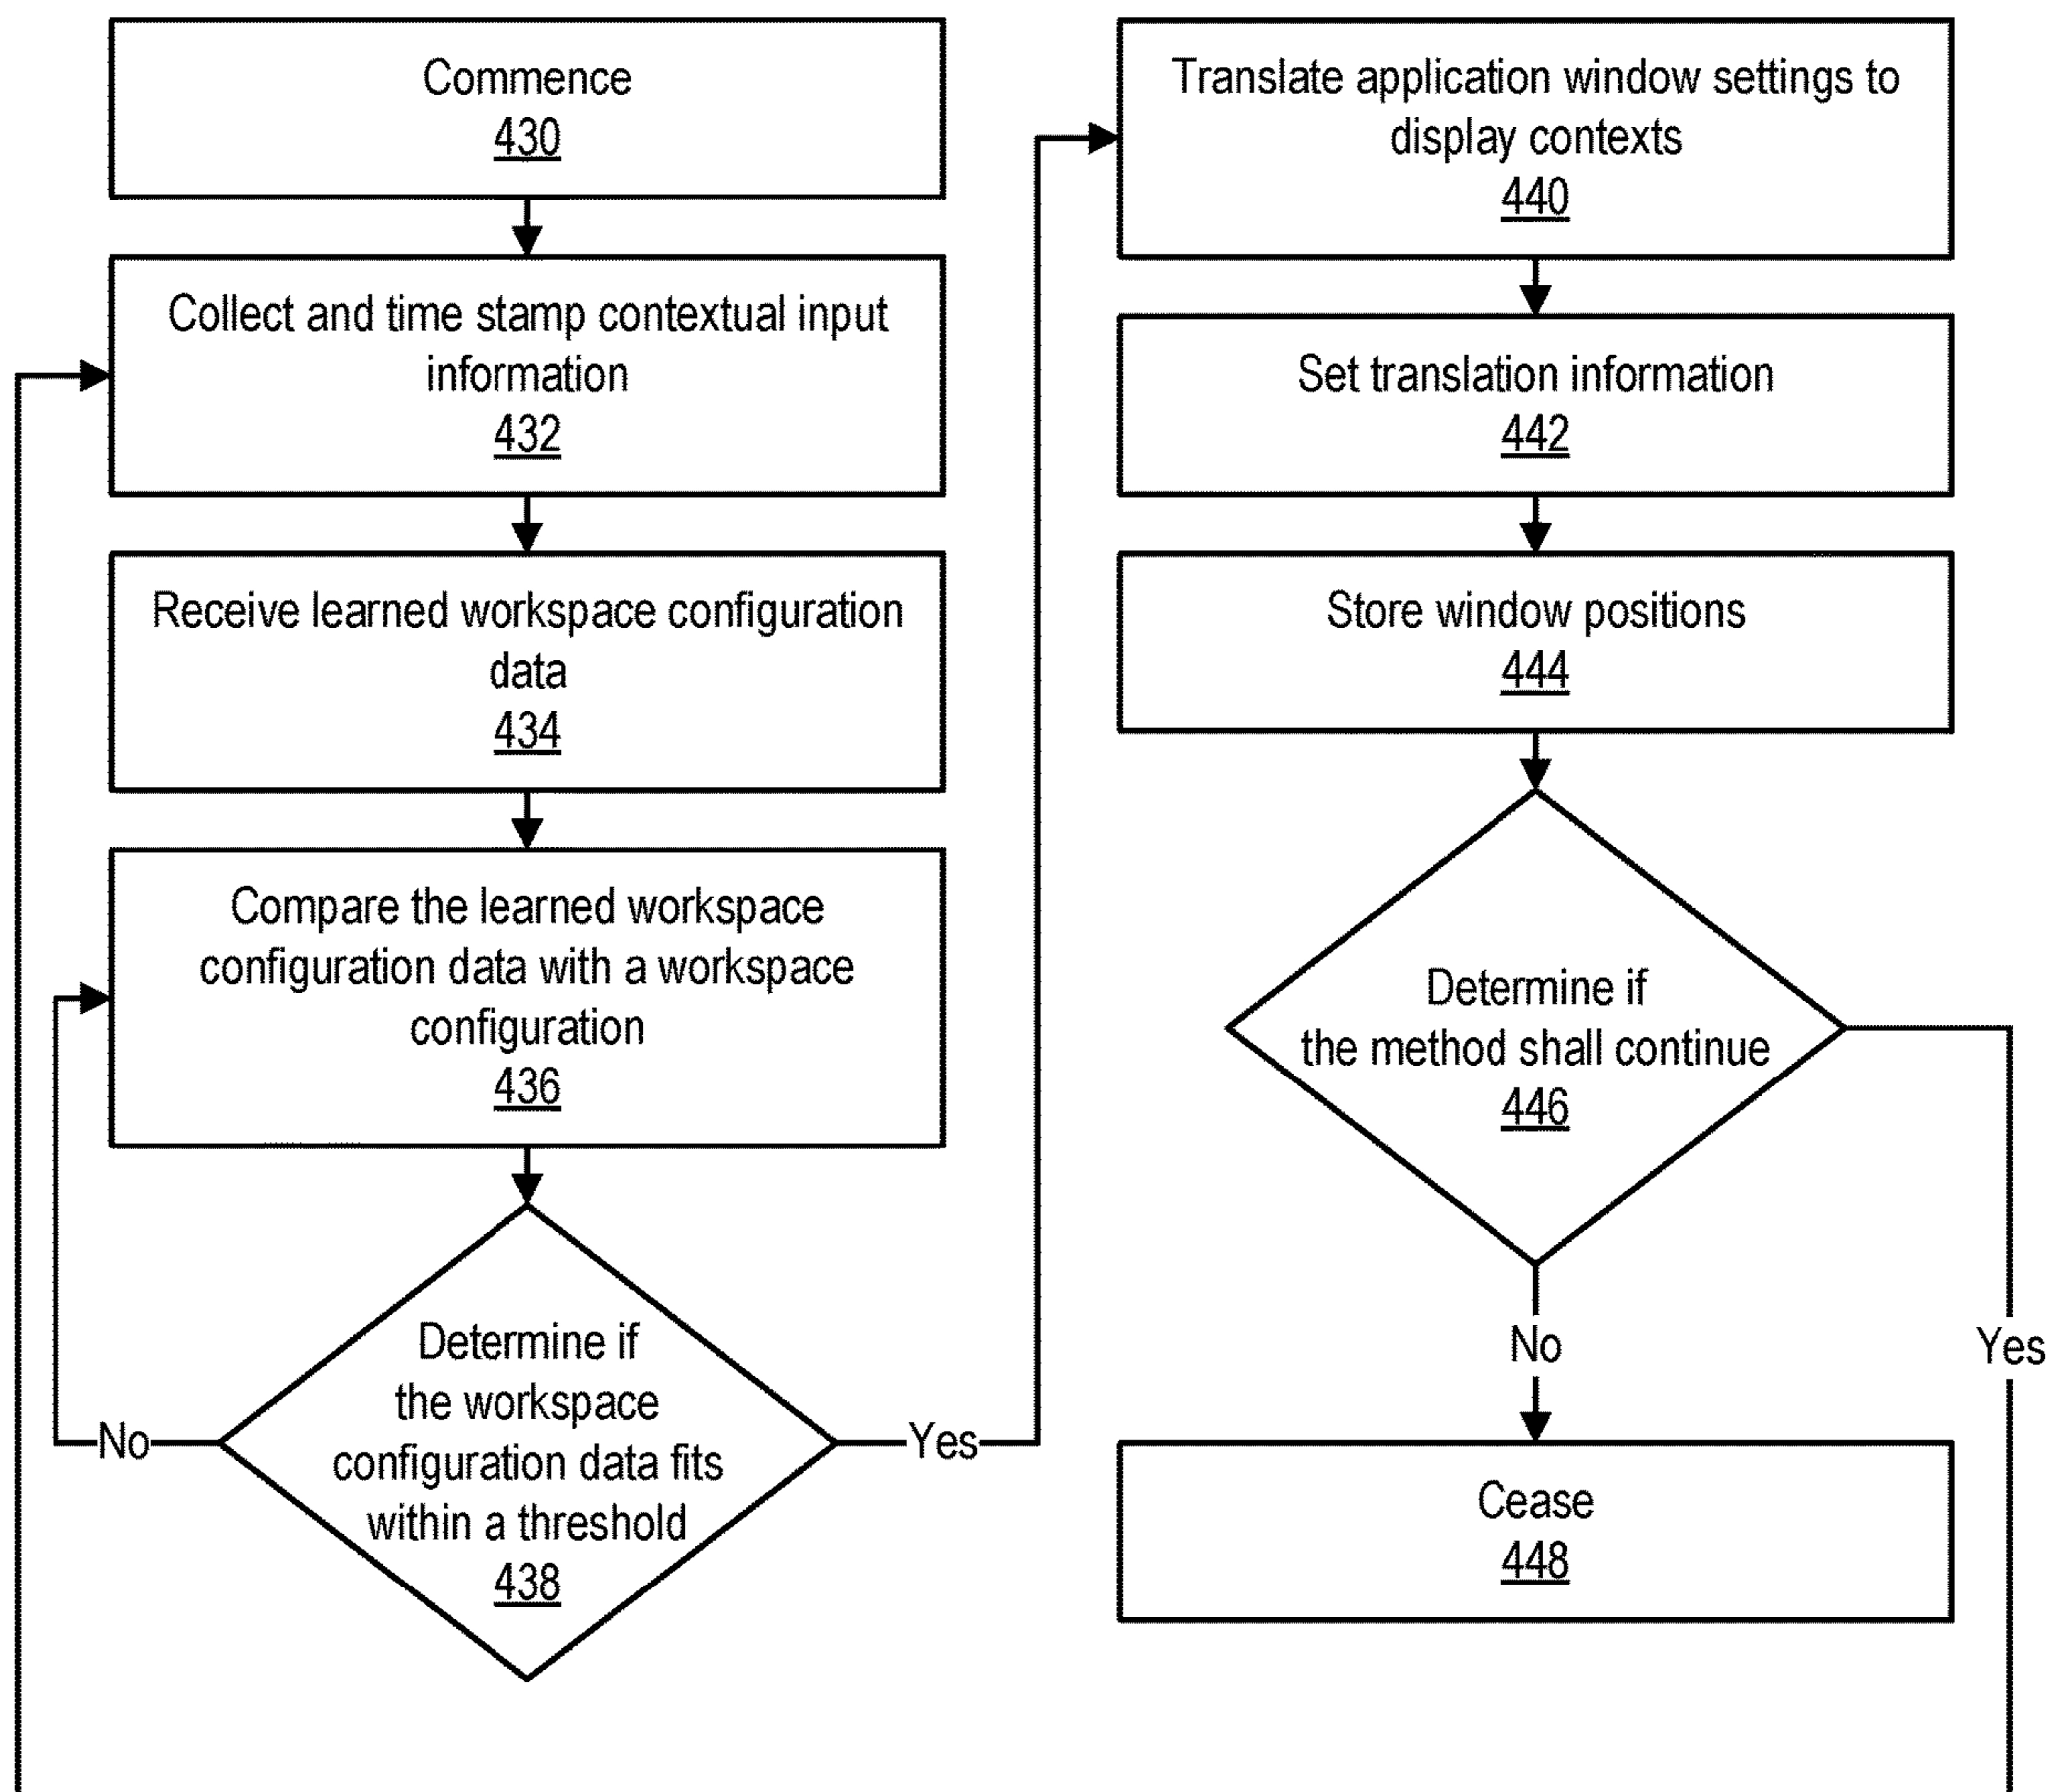 Commence
430
Collect and time stamp contextual input
information
432
Receive learned workspace configuration
data
434
Compare the learned workspace
configuration data with a workspace
configuration
436
Determine if
the workspace
configuration data fits
within a threshold
438
No
Yes
Translate application window settings to
display contexts
440
Set translation information
442
Store window positions
444
Determine if
the method shall continue
446
No
Yes
Cease
448